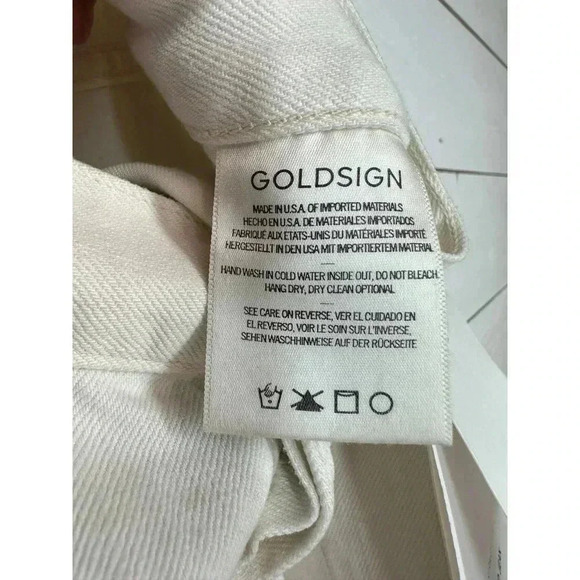 GOLDSIGN
MADE IN U.S.A. OF IMPORTED MATERIALS
HECHO EN U.S.A. DE MATERIALES IMPORTADOS
FABRIQUÉ AUX ÉTATS-UNIS DU MATÉRIALES IMPORTÉ
HERGESTELLT IN DEN USA MIT IMPORTIERTEM MATERIAL
HAND WASH IN COLD WATER INSIDE OUT, DO NOT BLEACH.
HANG DRY, DRY CLEAN OPTIONAL
SEE CARE ON REVERSE, VER EL CUIDADO EN
EL REVERSO, VOIR LE SOIN SUR L'INVERSE,
SEHEN WASCHHINWEISE AUF DER RÜCKSEITE